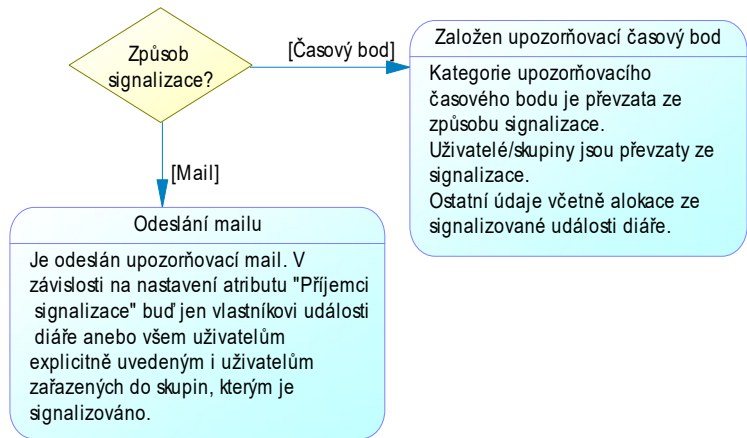 Způsob
signalizace?
[Časový bod]
Založen upozorňovací časový bod
Kategorie upozorňovacího
časového bodu je převzata ze
způsobu signalizace.
Uživatelé/skupiny jsou převzaty ze
signalizace.
Ostatní údaje včetně alokace ze
signalizované události diáře.
[Mail]
Odeslání mailu
Je odeslán upozorňovací mail. V
závislosti na nastavení atributu "Příjemci
signalizace" buď jen vlastníkovi události
diáře anebo všem uživatelům
explicitně uvedeným i uživatelům
zařazených do skupin, kterým je
signalizováno.